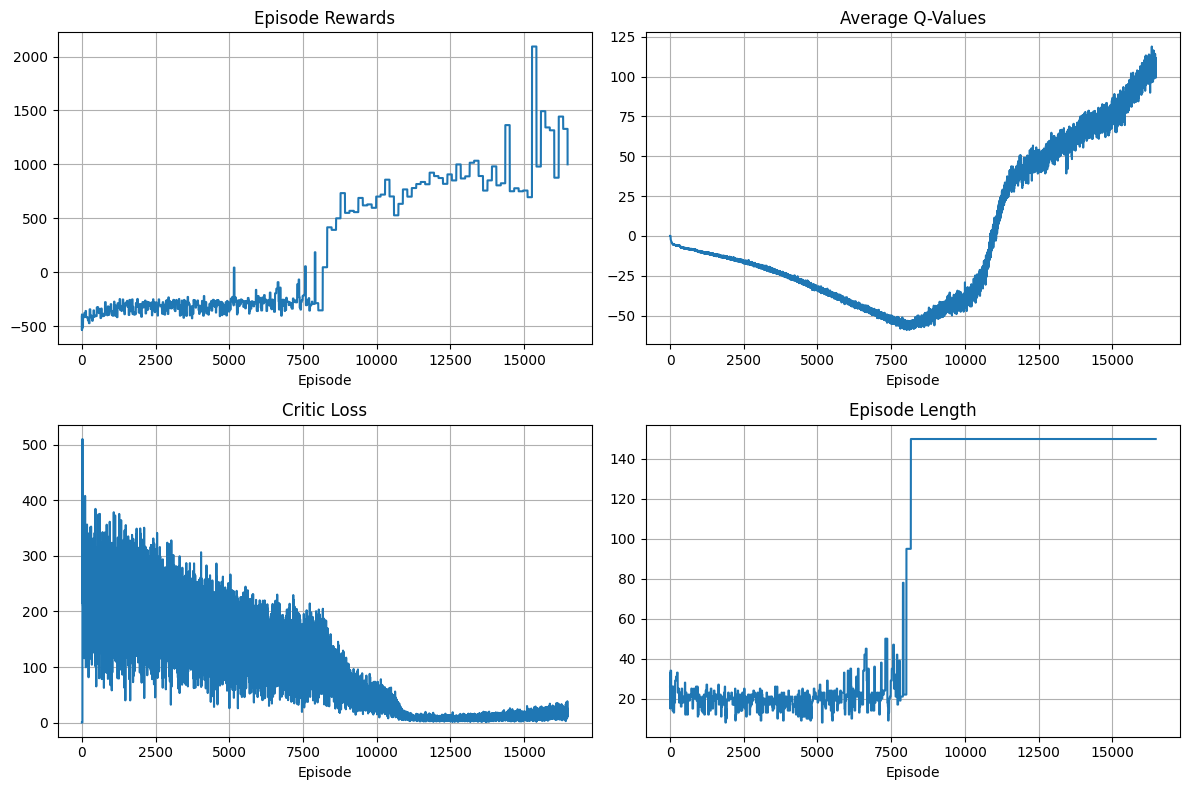 Episode Rewards
2000
1500
1000
500
0
−500
0 2500 5000 7500 10000 12500 15000
Episode
Average Q-Values
125
100
75
50
25
0
−25
−50
0 2500 5000 7500 10000 12500 15000
Episode
Critic Loss
500
400
300
200
100
0
0 2500 5000 7500 10000 12500 15000
Episode
Episode Length
140
120
100
80
60
40
20
0 2500 5000 7500 10000 12500 15000
Episode